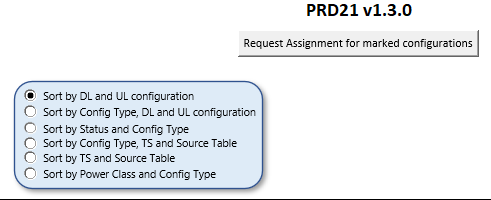 PRD21 v1.3.0
Request Assignment for marked configurations
Sort by DL and UL configuration
Sort by Config Type, DL and UL configuration
Sort by Status and Config Type
Sort by Config Type, TS and Source Table
Sort by TS and Source Table
Sort by Power Class and Config Type